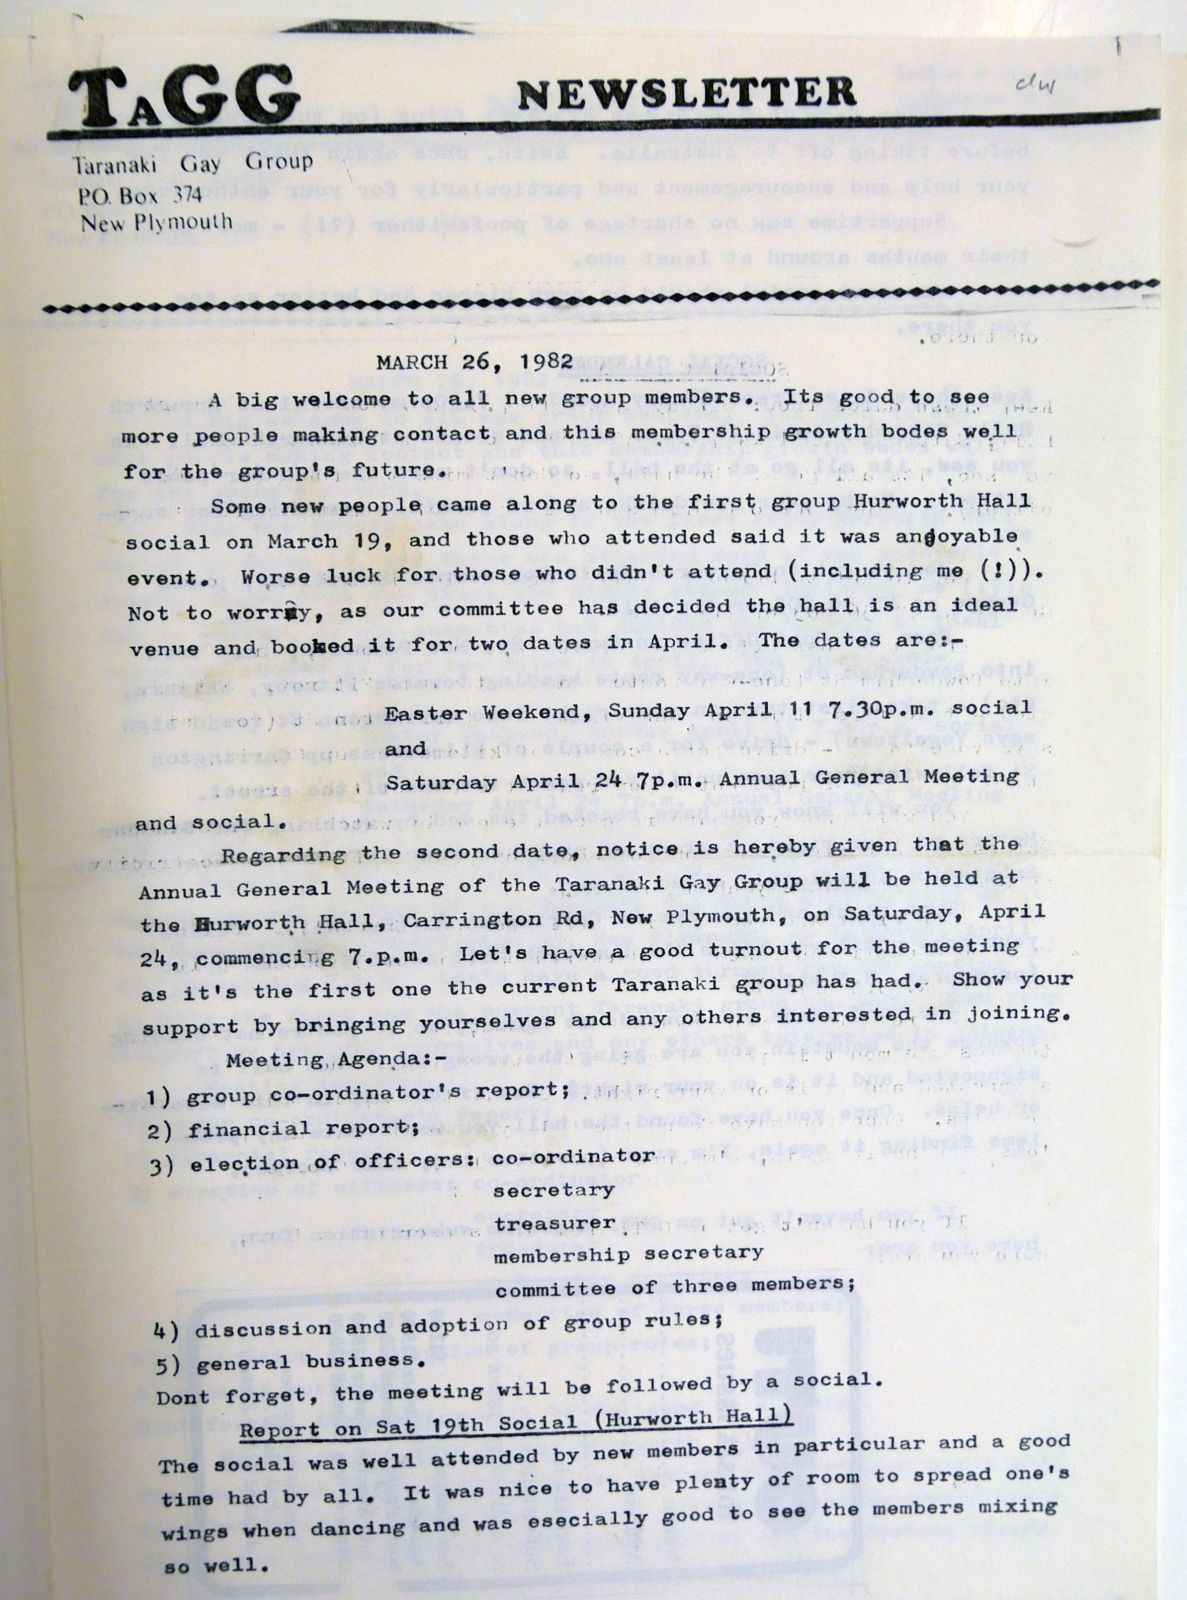 TAGG NEWSLETTER
Taranaki Gay Group
P.O. Box 374
New Plymouth
MARCH 26, 1982
A big welcome to all new group members. Its good to see
more people making contact and this membership growth bodes well
for the group's future.
Some new people came along to the first group Hurworth Hall
social on March 19, and those who attended said it was anjoyable
event. Worse luck for those who didn't attend (including me (!)).
Not to worry, as our committee has decided the hall is an ideal
venue and booked it for two dates in April. The dates are:-
Easter Weekend, Sunday April 11 7.30p.m. social
and
Saturday April 24 7p.m. Annual General Meeting
and social.
Regarding the second date, notice is hereby given that the
Annual General Meeting of the Taranaki Gay Group will be held at
the Hurworth Hall, Carrington Rd, New Plymouth, on Saturday, April
24, commencing 7.p.m. Let's have a good turnout for the meeting
as it's the first one the current Taranaki group has had. Show your
support by bringing yourselves and any others interested in joining.
Meeting Agenda:-
1) group co-ordinator's report;
2) financial report;
3) election of officers: co-ordinator
secretary
treasurer
membership secretary
committee of three members;
4) discussion and adoption of group rules;
5) general business.
Dont forget, the meeting will be followed by a social.
Report on Sat 19th Social (Hurworth Hall)
The social was well attended by new members in particular and a good
time had by all. It was nice to have plenty of room to spread one's
wings when dancing and was esecially good to see the members mixing
so well.